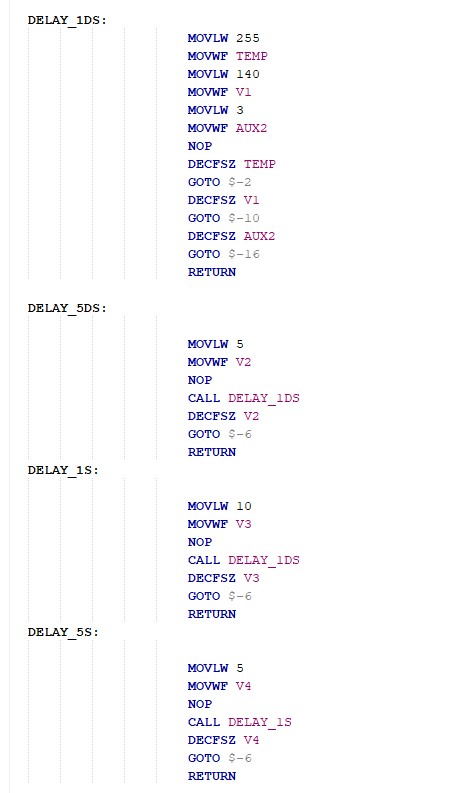 DELAY_1DS:
MOVLW 255
MOVWF TEMP
MOVLW 140
MOVWF V1
MOVLW 3
MOVWF AUX2
NOP
DECFSZ TEMP
GOTO $-2
DECFSZ V1
GOTO $-10
DECFSZ AUX2
GOTO $-16
RETURN
DELAY_5DS:
MOVLW 5
MOVWF V2
NOP
CALL DELAY_1DS
DECFSZ V2
GOTO $-6
RETURN
DELAY_1S:
MOVLW 10
MOVWF V3
NOP
CALL DELAY_1DS
DECFSZ V3
GOTO $-6
RETURN
DELAY_5S:
MOVLW 5
MOVWF V4
NOP
CALL DELAY_1S
DECFSZ V4
GOTO $-6
RETURN